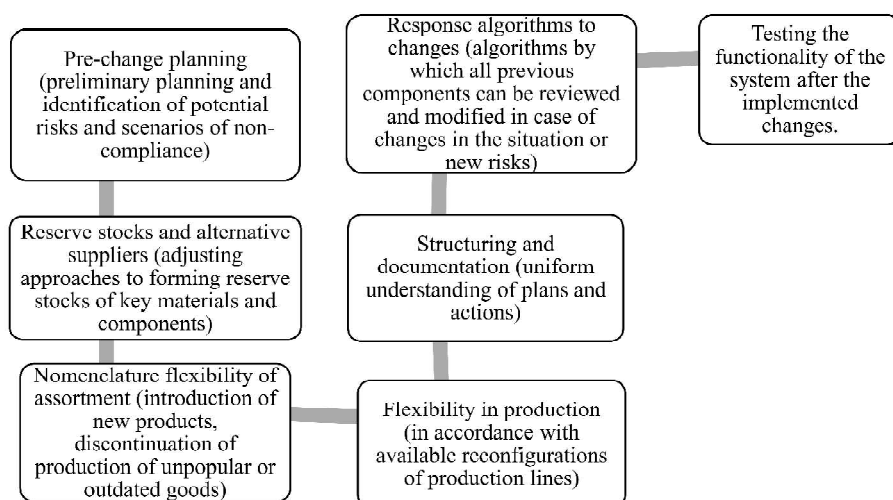 Pre-change planning
(preliminary planning and
identification of potential
risks and scenarios of non-
compliance)
Reserve stocks and alternative
suppliers (adjusting
approaches to forming reserve
stocks of key materials and
components)
Nomenclature flexibility of
assortment (introduction of
new products,
discontinuation of
production of unpopular or
outdated goods)
Flexibility in production
(in accordance with
available reconfigurations
of production lines)
Structuring and
documentation (uniform
understanding of plans and
actions)
Response algorithms to
changes (algorithms by
which all previous
components can be reviewed
and modified in case of
changes in the situation or
new risks)
Testing the
functionality of the
system after the
implemented
changes.